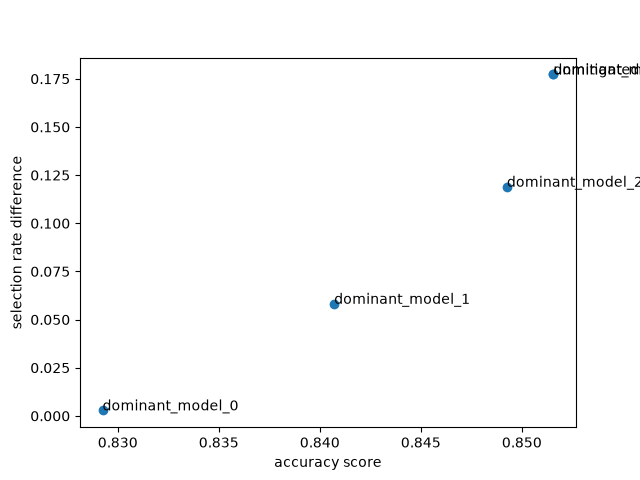 0.175
0.150
0.125
0.100
0.075
0.050
0.025
0.000
selection rate difference
dominant_model_2
dominant_model_1
dominant_model_0
0.830 0.835 0.840 0.845 0.850
accuracy score